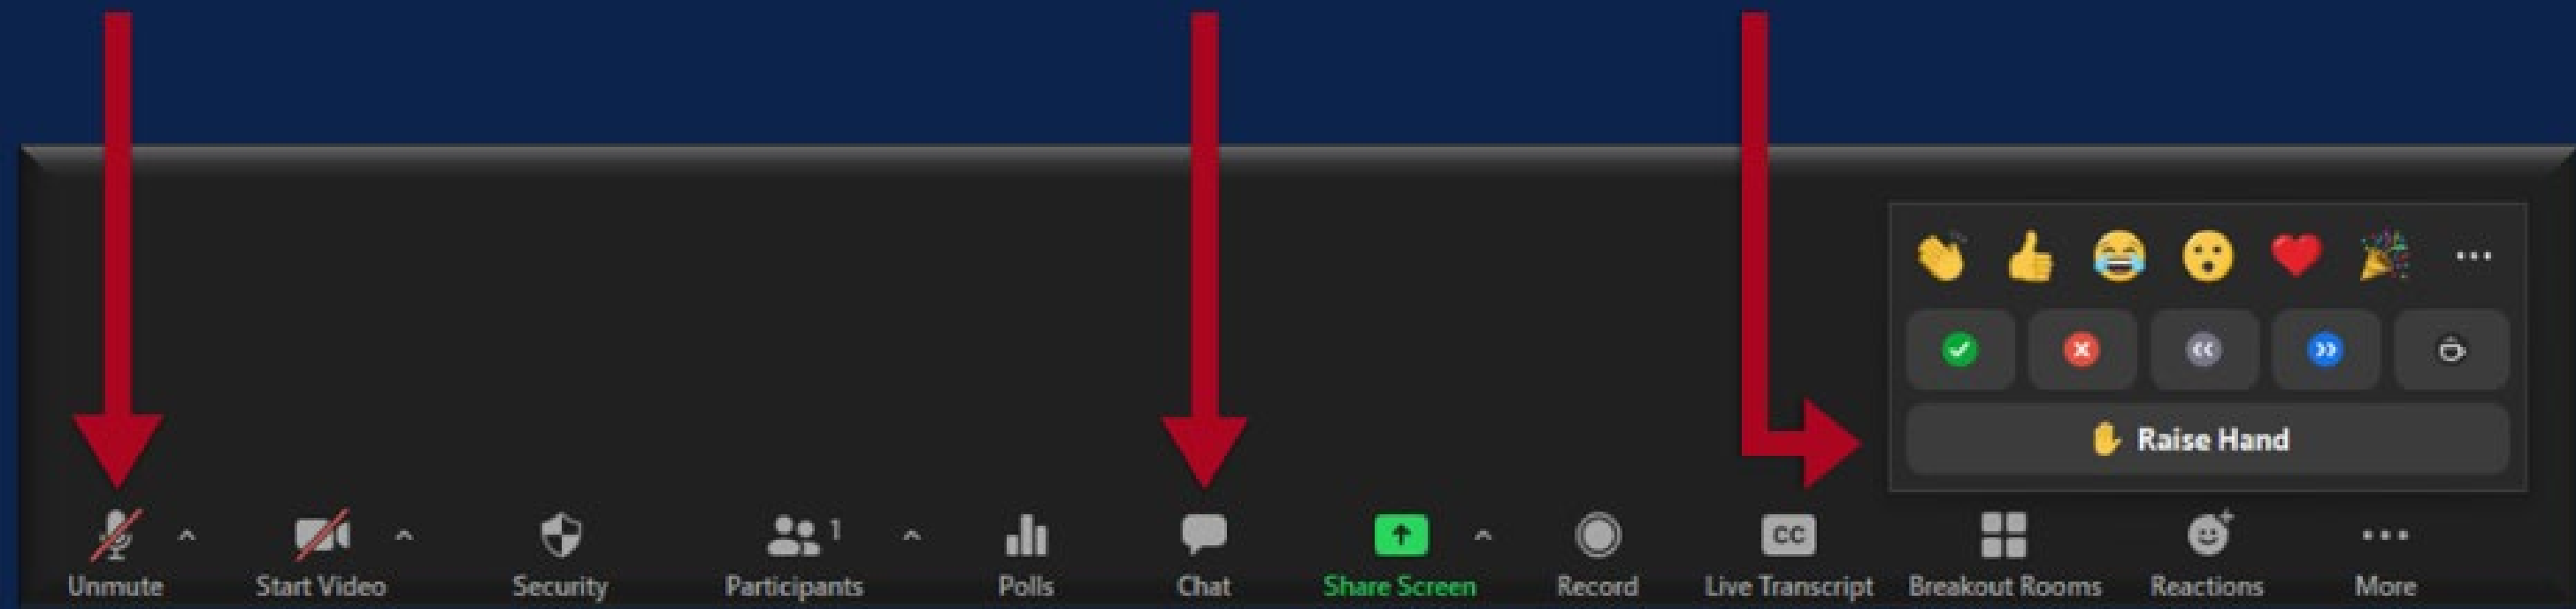 Raise Hand
1
CC
Unmute Start Video Security Participants Polls Chat Share Screen Record Live Transcript Breakout Rooms Reactions More